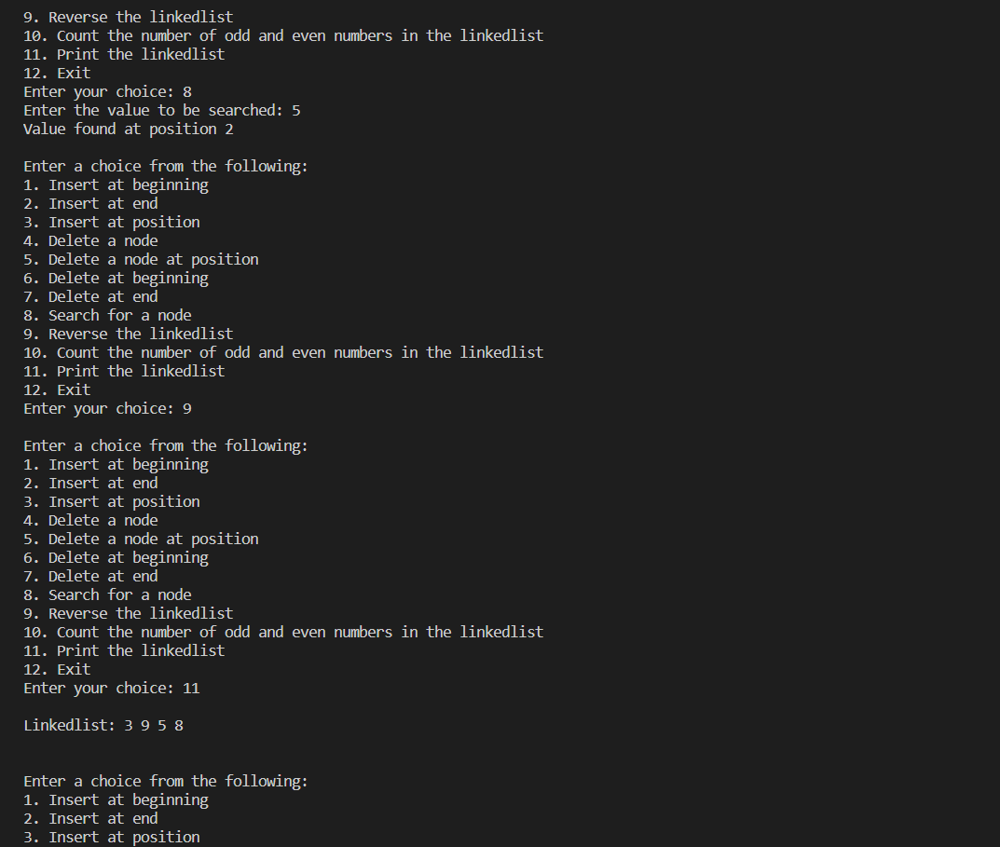 9. Reverse the linkedlist
10. Count the number of odd and even numbers in the linkedlist
11. Print the linkedlist
12. Exit
Enter your choice: 8
Enter the value to be searched: 5
Value found at position 2
Enter a choice from the following:
1. Insert at beginning
2. Insert at end
3. Insert at position
4. Delete a node
5. Delete a node at position
6. Delete at beginning
7. Delete at end
8. Search for a node
9. Reverse the linkedlist
10. Count the number of odd and even numbers in the linkedlist
11. Print the linkedlist
12. Exit
Enter your choice: 9
Enter a choice from the following:
1. Insert at beginning
2. Insert at end
3. Insert at position
4. Delete a node
5. Delete a node at position
6. Delete at beginning
7. Delete at end
8. Search for a node
9. Reverse the linkedlist
10. Count the number of odd and even numbers in the linkedlist
11. Print the linkedlist
12. Exit
Enter your choice: 11
Linkedlist: 3 9 5 8
Enter a choice from the following:
1. Insert at beginning
2. Insert at end
3. Insert at position